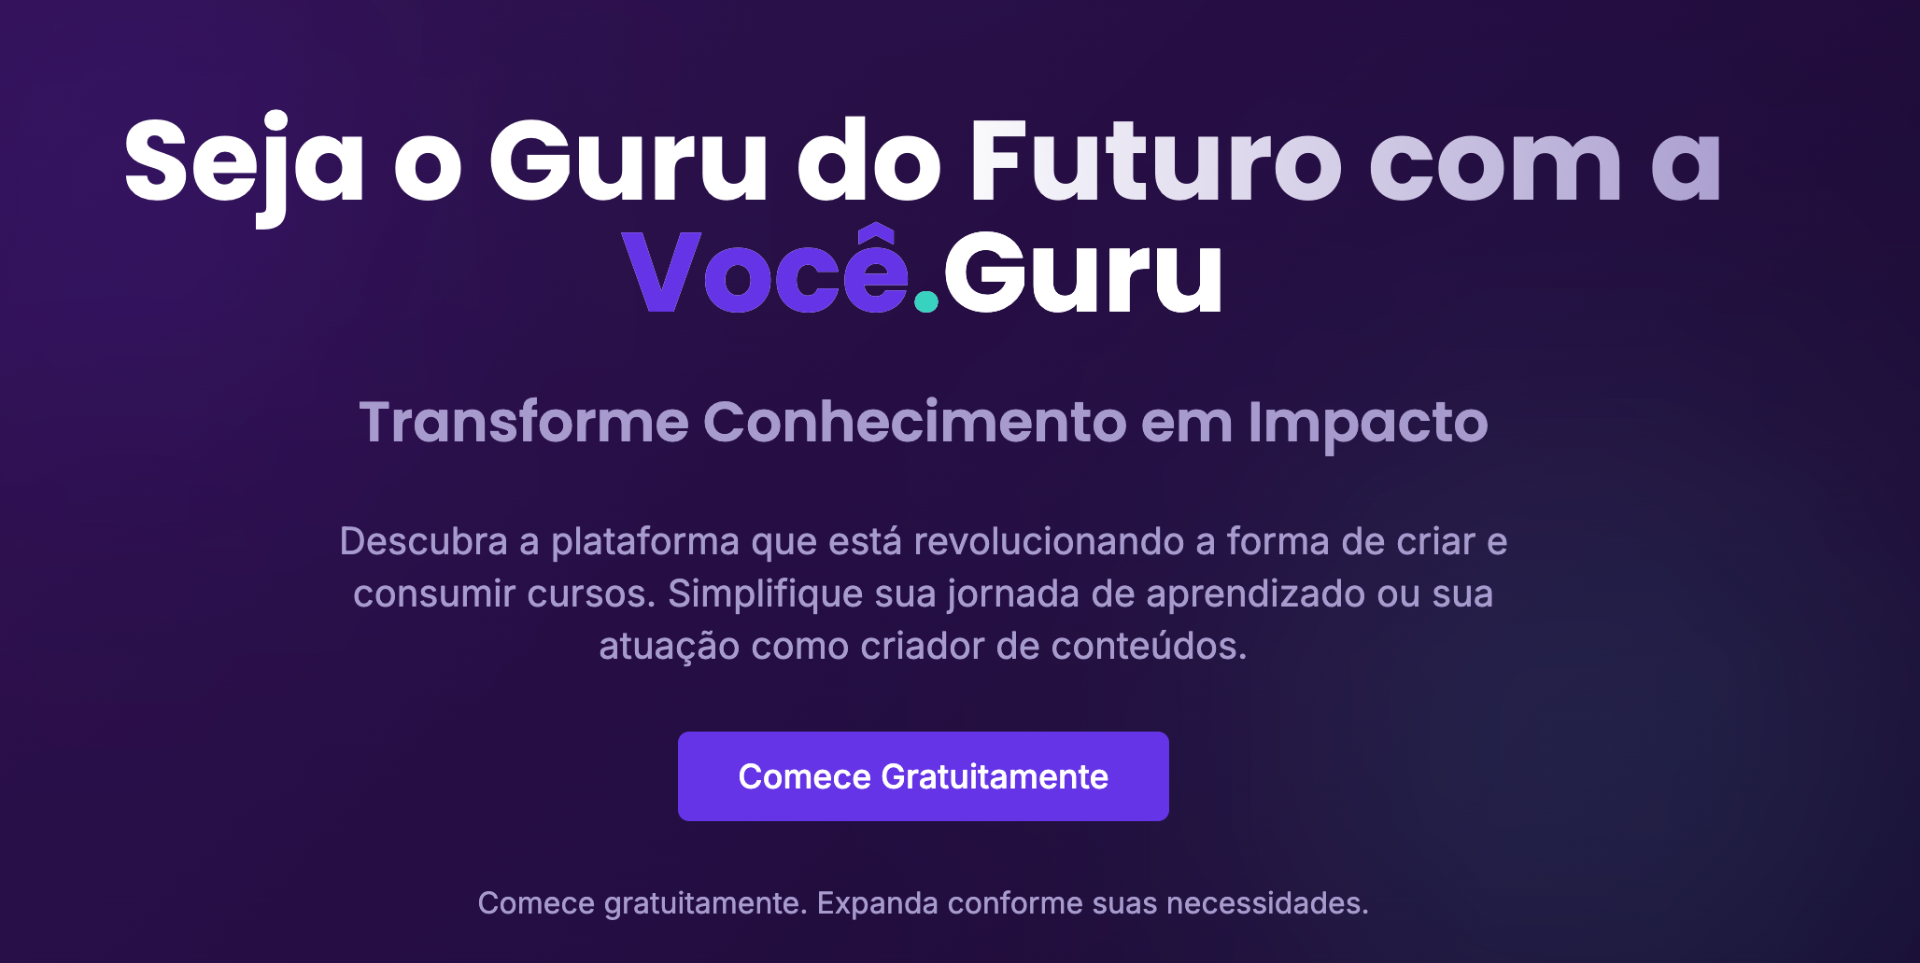 Seja o Guru do Futuro com a
Você.Guru
Transforme Conhecimento em Impacto
Descubra a plataforma que está revolucionando a forma de criar e
consumir cursos. Simplifique sua jornada de aprendizado ou sua
atuação como criador de conteúdos.
Comece Gratuitamente
Comece gratuitamente. Expanda conforme suas necessidades.